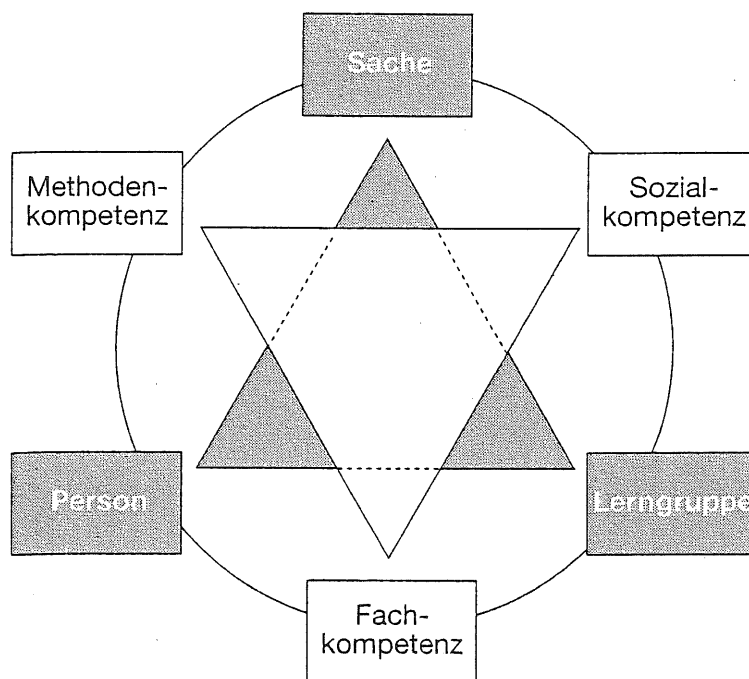 Sache
Methoden-
kompetenz
Sozial-
kompetenz
Person
Lerngruppe
Fach-
kompetenz